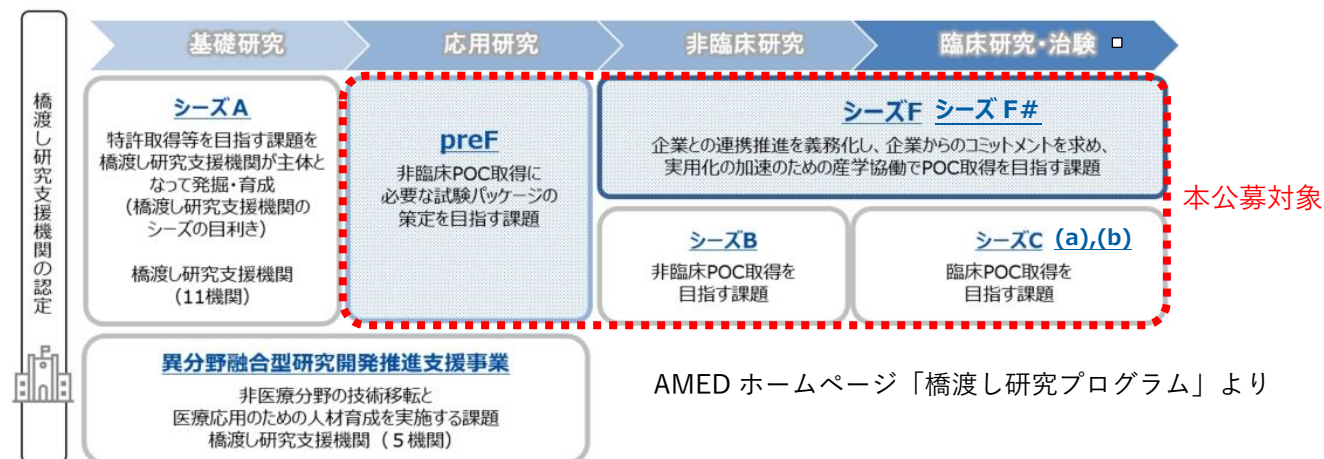 橋渡し研究支援機関の認定
基礎研究
応用研究
非臨床研究
臨床研究・治験
シーズA
特許取得等を目指す課題を
橋渡し研究支援機関が主体と
なって発掘・育成
(橋渡し研究支援機関の
シーズの目利き)
橋渡し研究支援機関
(11機関)
preF
非臨床POC取得に
必要な試験パッケージの
策定を目指す課題
シーズF シーズ F#
企業との連携推進を義務化し、企業からのコミットメントを求め、
実用化の加速のための産学協働でPOC取得を目指す課題
シーズB
非臨床POC取得を
目指す課題
シーズC (a),(b)
臨床POC取得を
目指す課題
本公募対象
異分野融合型研究開発推進支援事業
非医療分野の技術移転と
医療応用のための人材育成を実施する課題
橋渡し研究支援機関(5機関)
AMED ホームページ「橋渡し研究プログラム」より